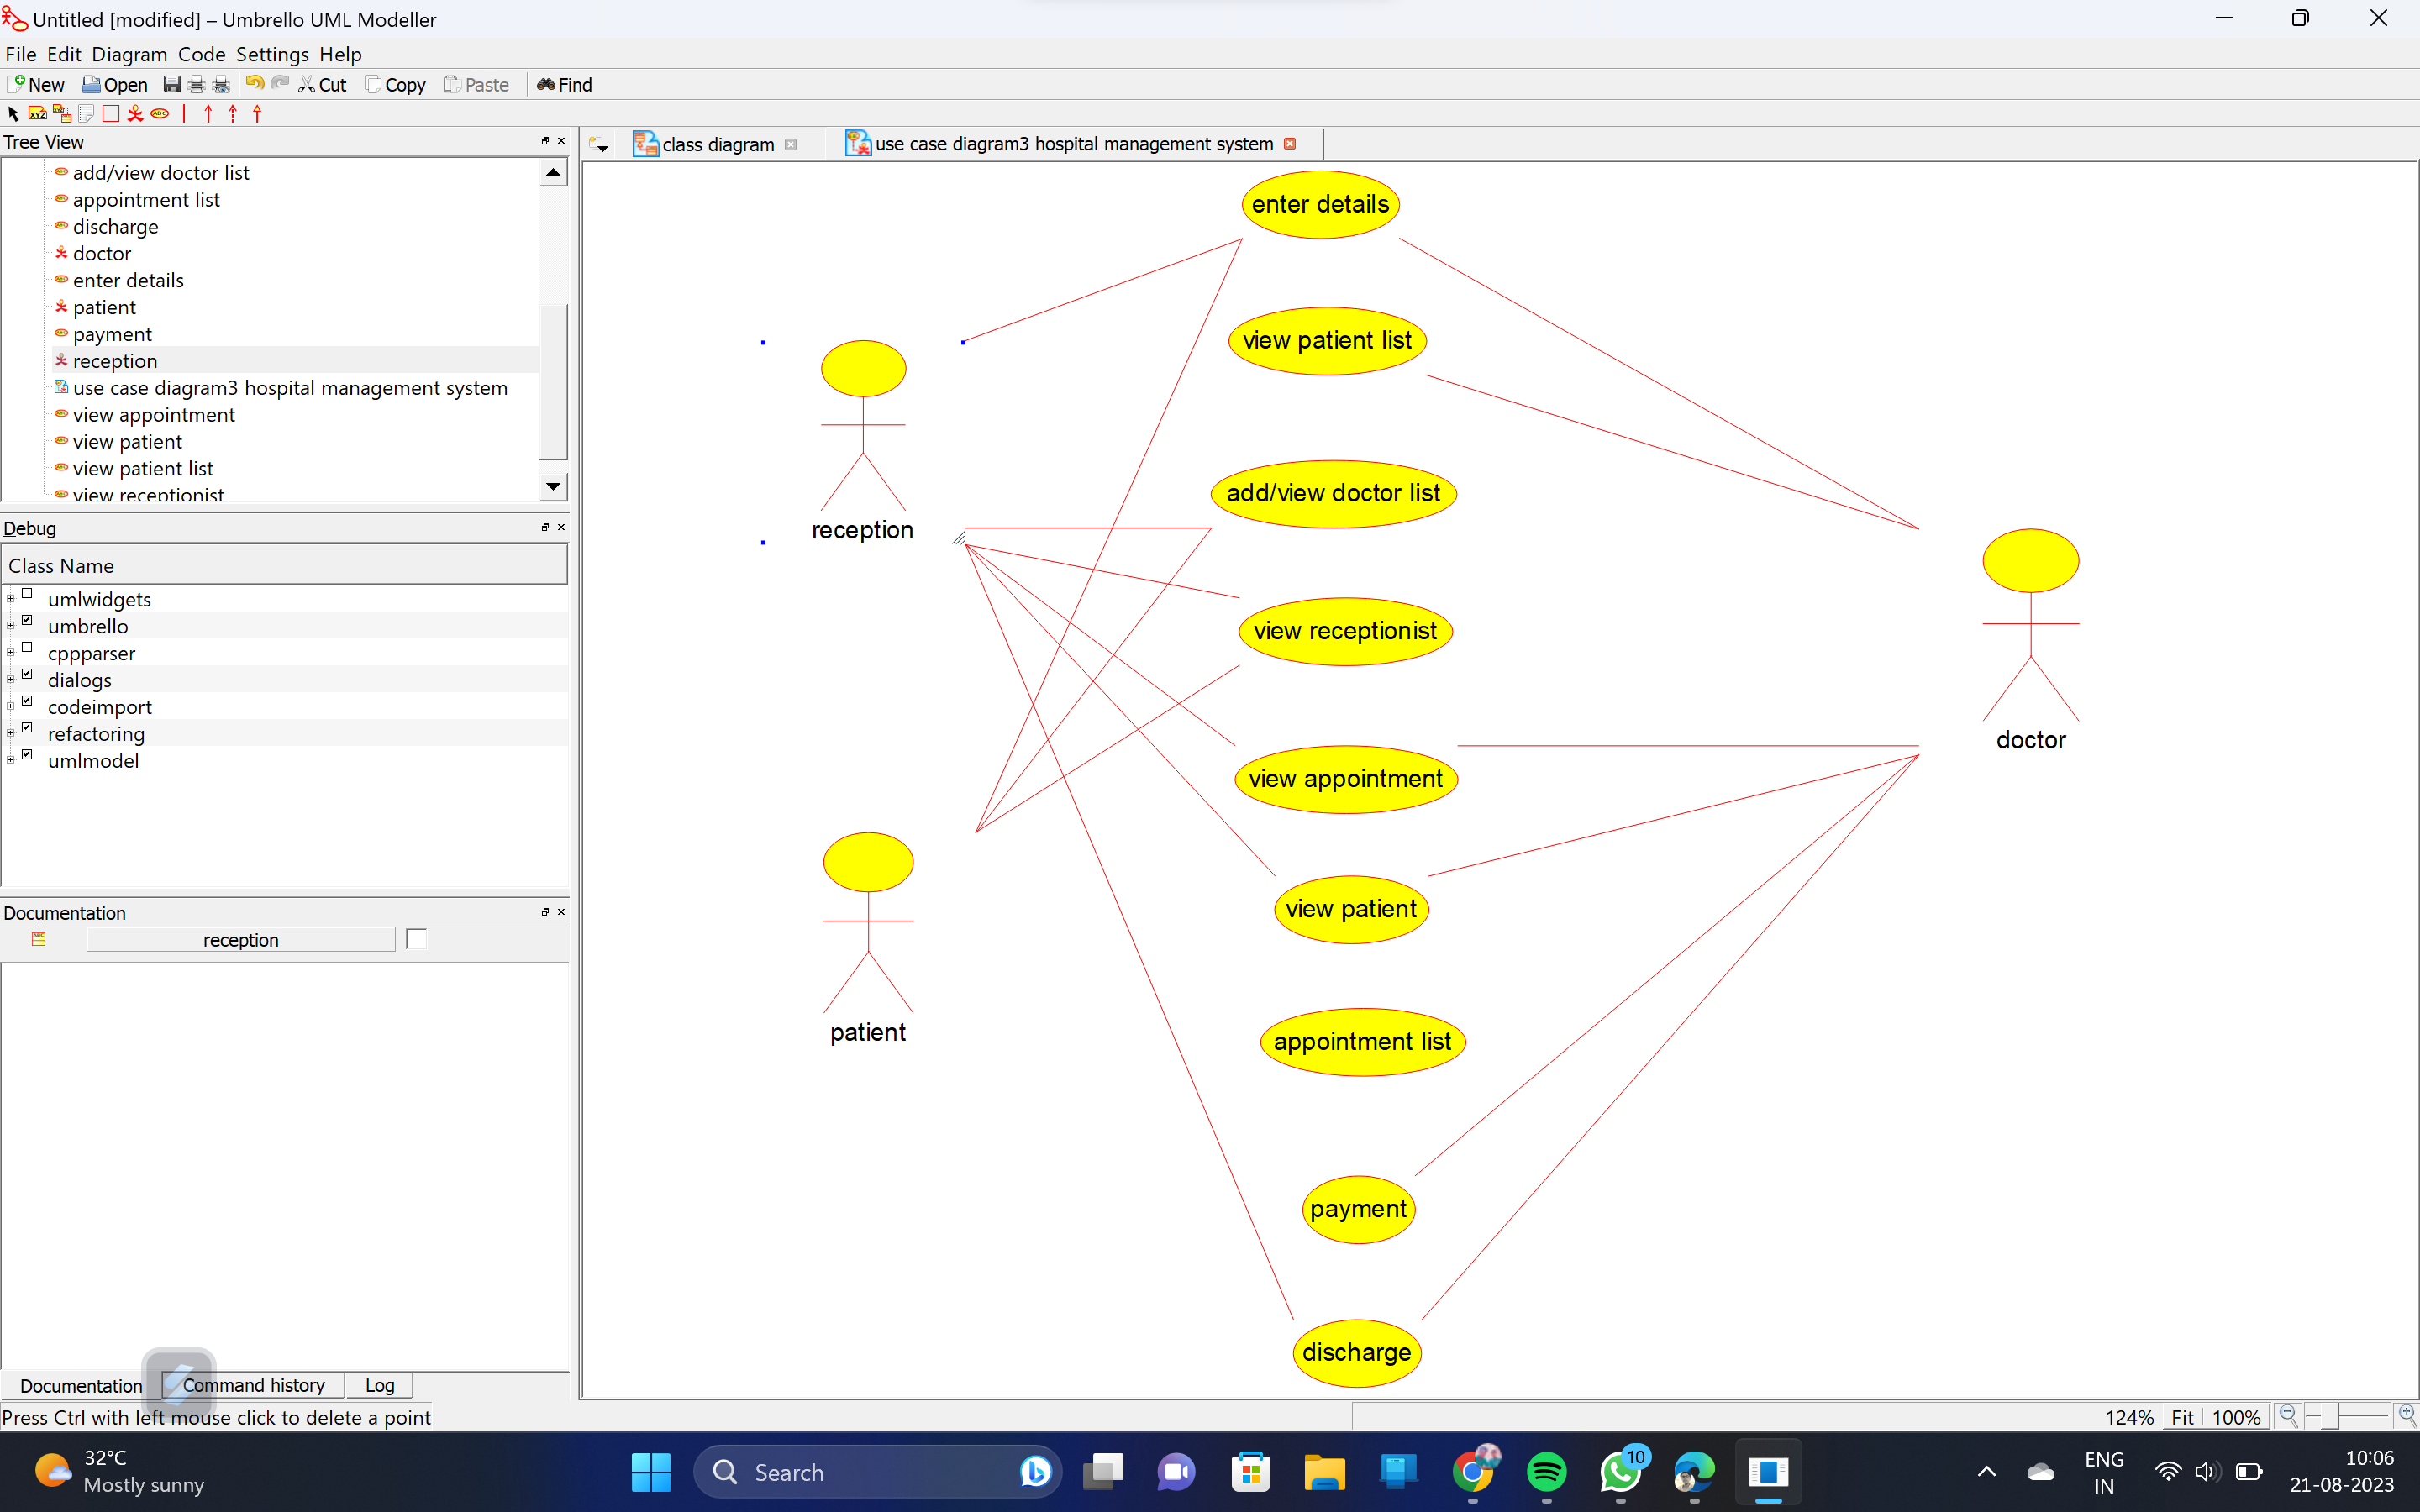 Untitled [modified] – Umbrello UML Modeller
File Edit Diagram Code Settings Help
New Open Cut Copy Paste Find
Tree View
add/view doctor list
appointment list
discharge
doctor
enter details
patient
payment
reception
use case diagram3 hospital management system
view appointment
view patient
view patient list
view receptionist
Debug
Class Name
umlwidgets
umbrello
cppparser
dialogs
codeimport
refactoring
umlmodel
Documentation
reception
Documentation Command history Log
Press Ctrl with left mouse click to delete a point
class diagram
use case diagram3 hospital management system
enter details
view patient list
add/view doctor list
reception
view receptionist
doctor
view appointment
view patient
patient
appointment list
payment
discharge
124% Fit 100%
32°C
Mostly sunny
Search
10
ENG
IN
10:06
21-08-2023